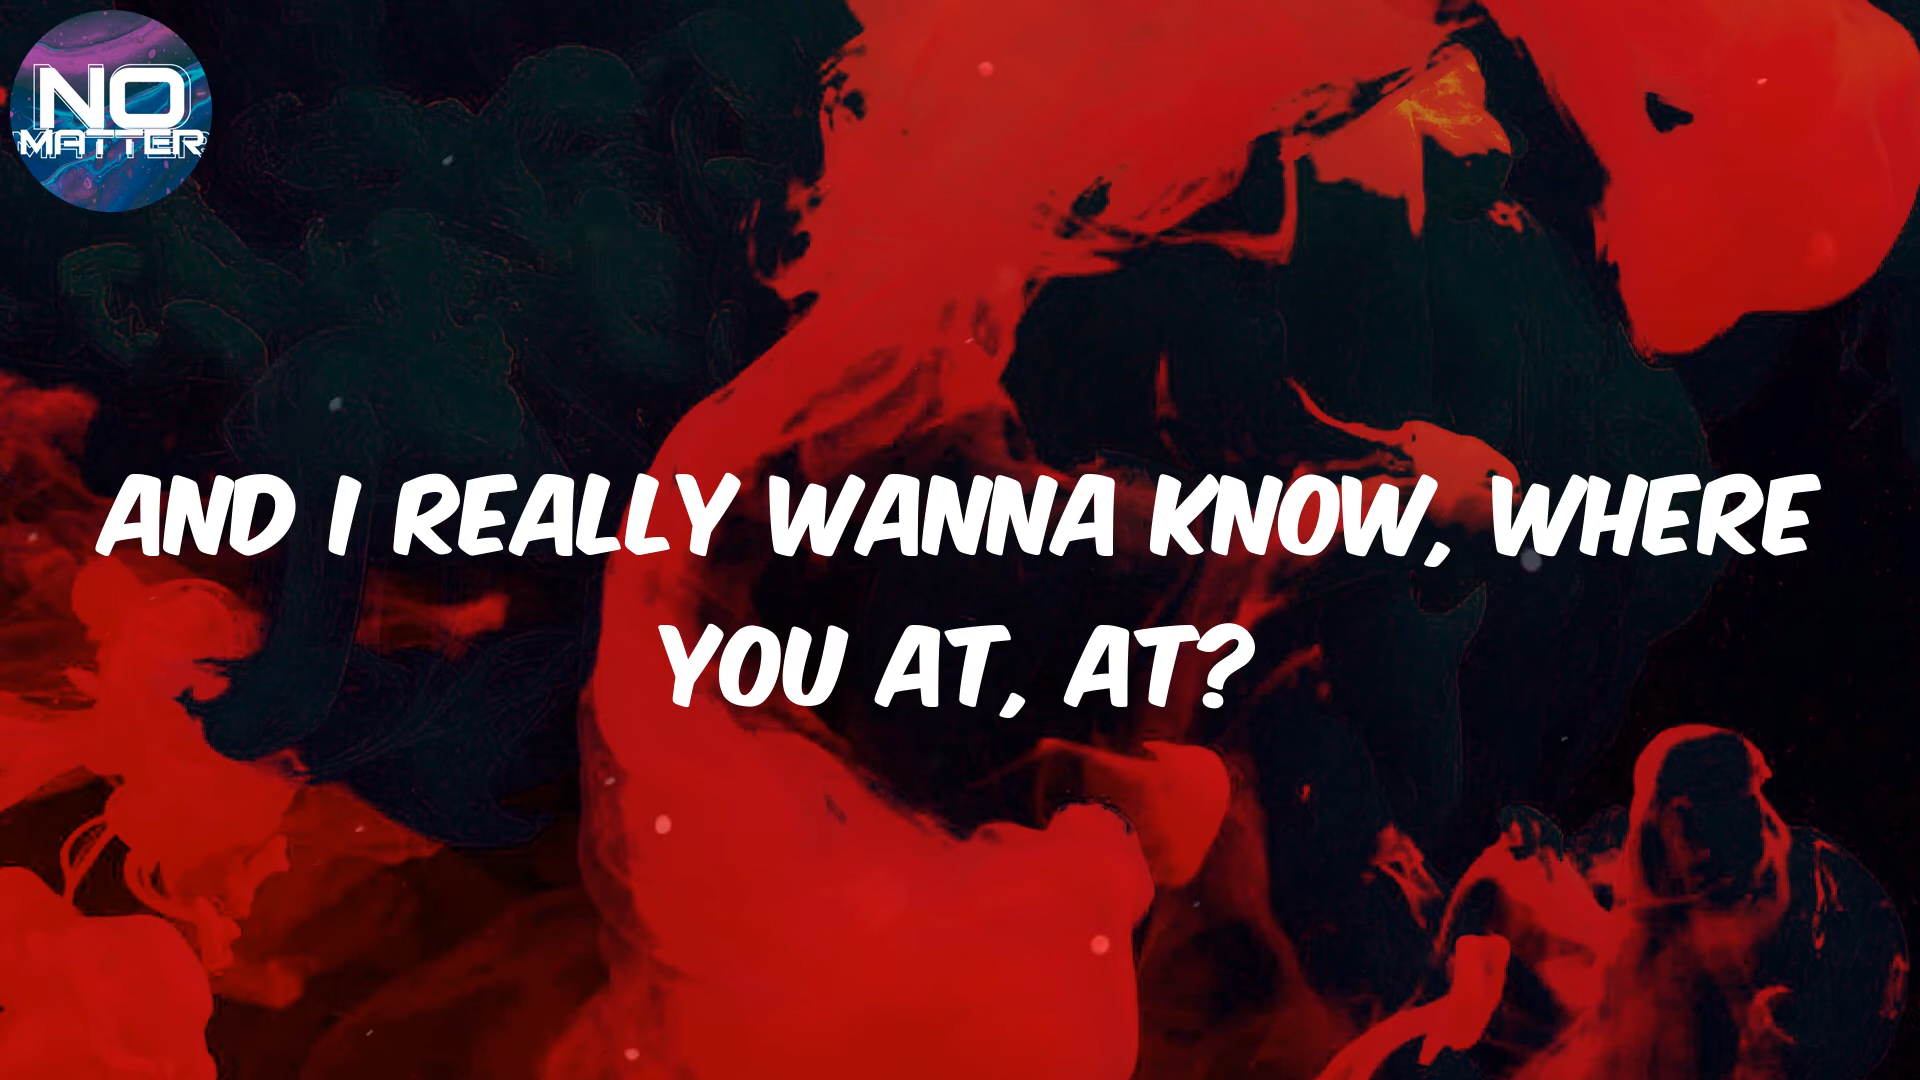 NO
MATTER
AND I REALLY WANNA KNOW, WHERE
YOU AT, AT?